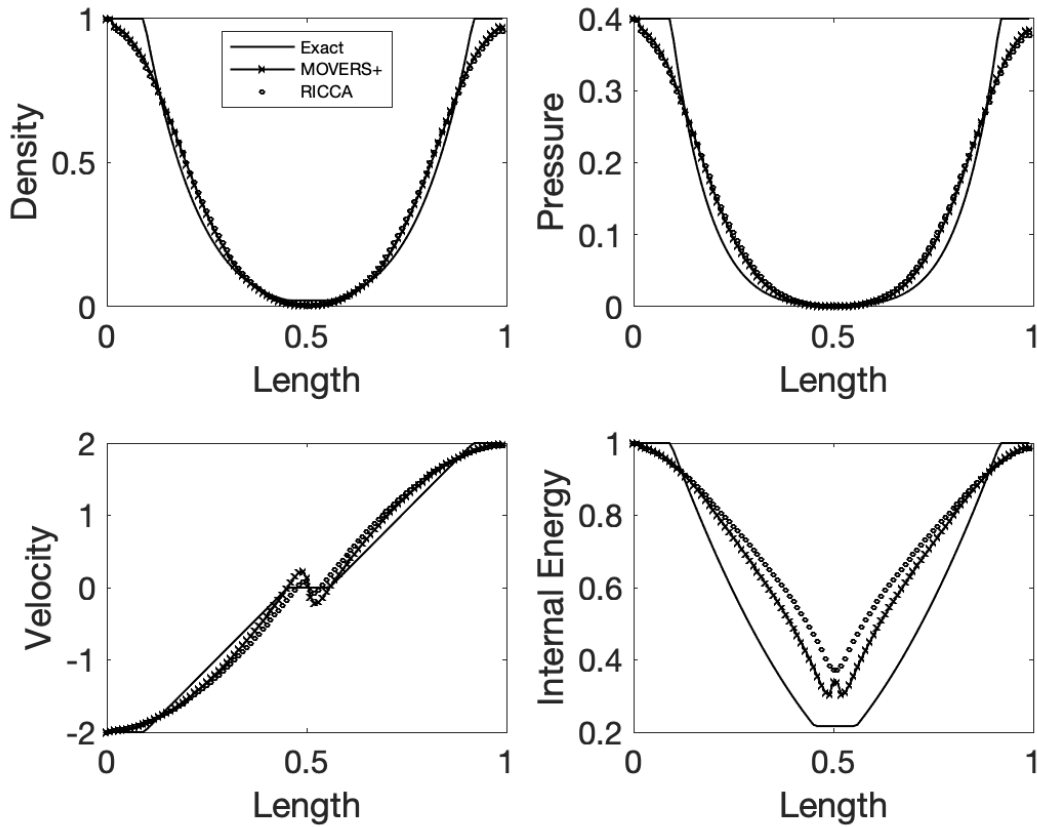 1
0.5
0
Density
Exact
MOVERS+
RICCA
0 0.5 1
Length
0.4
0.3
0.2
0.1
0
Pressure
0 0.5 1
Length
2
1
0
-1
-2
Velocity
0 0.5 1
Length
1
0.8
0.6
0.4
0.2
Internal Energy
0 0.5 1
Length